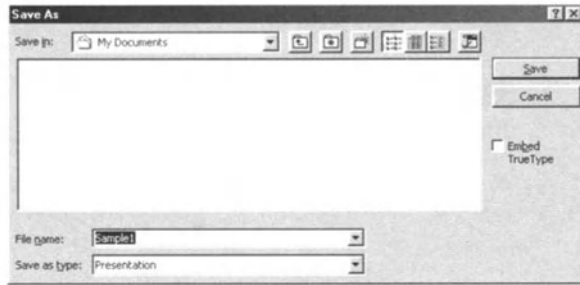 Save As
Save in: My Documents
Save
Cancel
Embed
TrueType
File name: Sample1
Save as type: Presentation